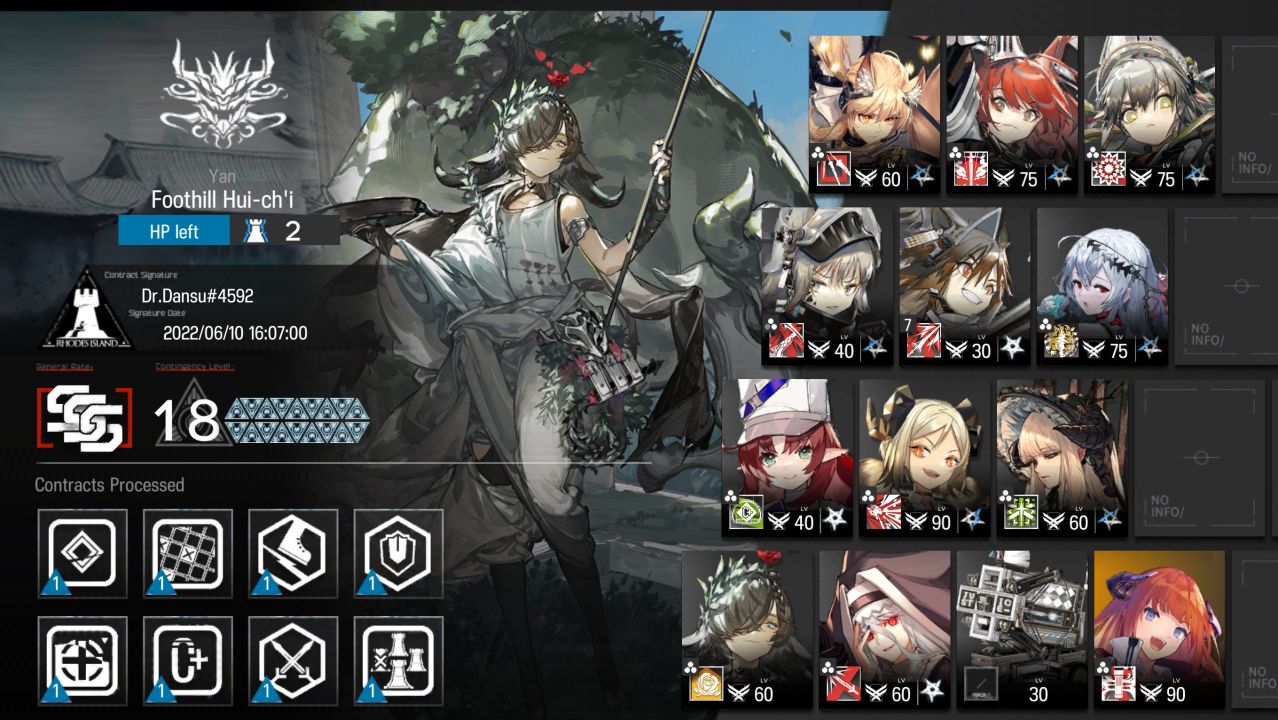 Yan
Foothill Hui-ch'i
HP left 2
Contract Signature
Dr.Dansu#4592
Signature Date
2022/06/10 16:07:00
RHODES ISLAND
General Rate:
Contingency Level:
SSG
18
Contracts Processed
1 1 1 1
1 1 1 1
LV 60
LV 75
LV 75
NO
INFO/
LV 40
7
LV 30
LV 75
NO
INFO/
LV 40
LV 90
LV 60
NO
INFO/
LV 60
LV 60
LV 30
LV 90
NO
INFO